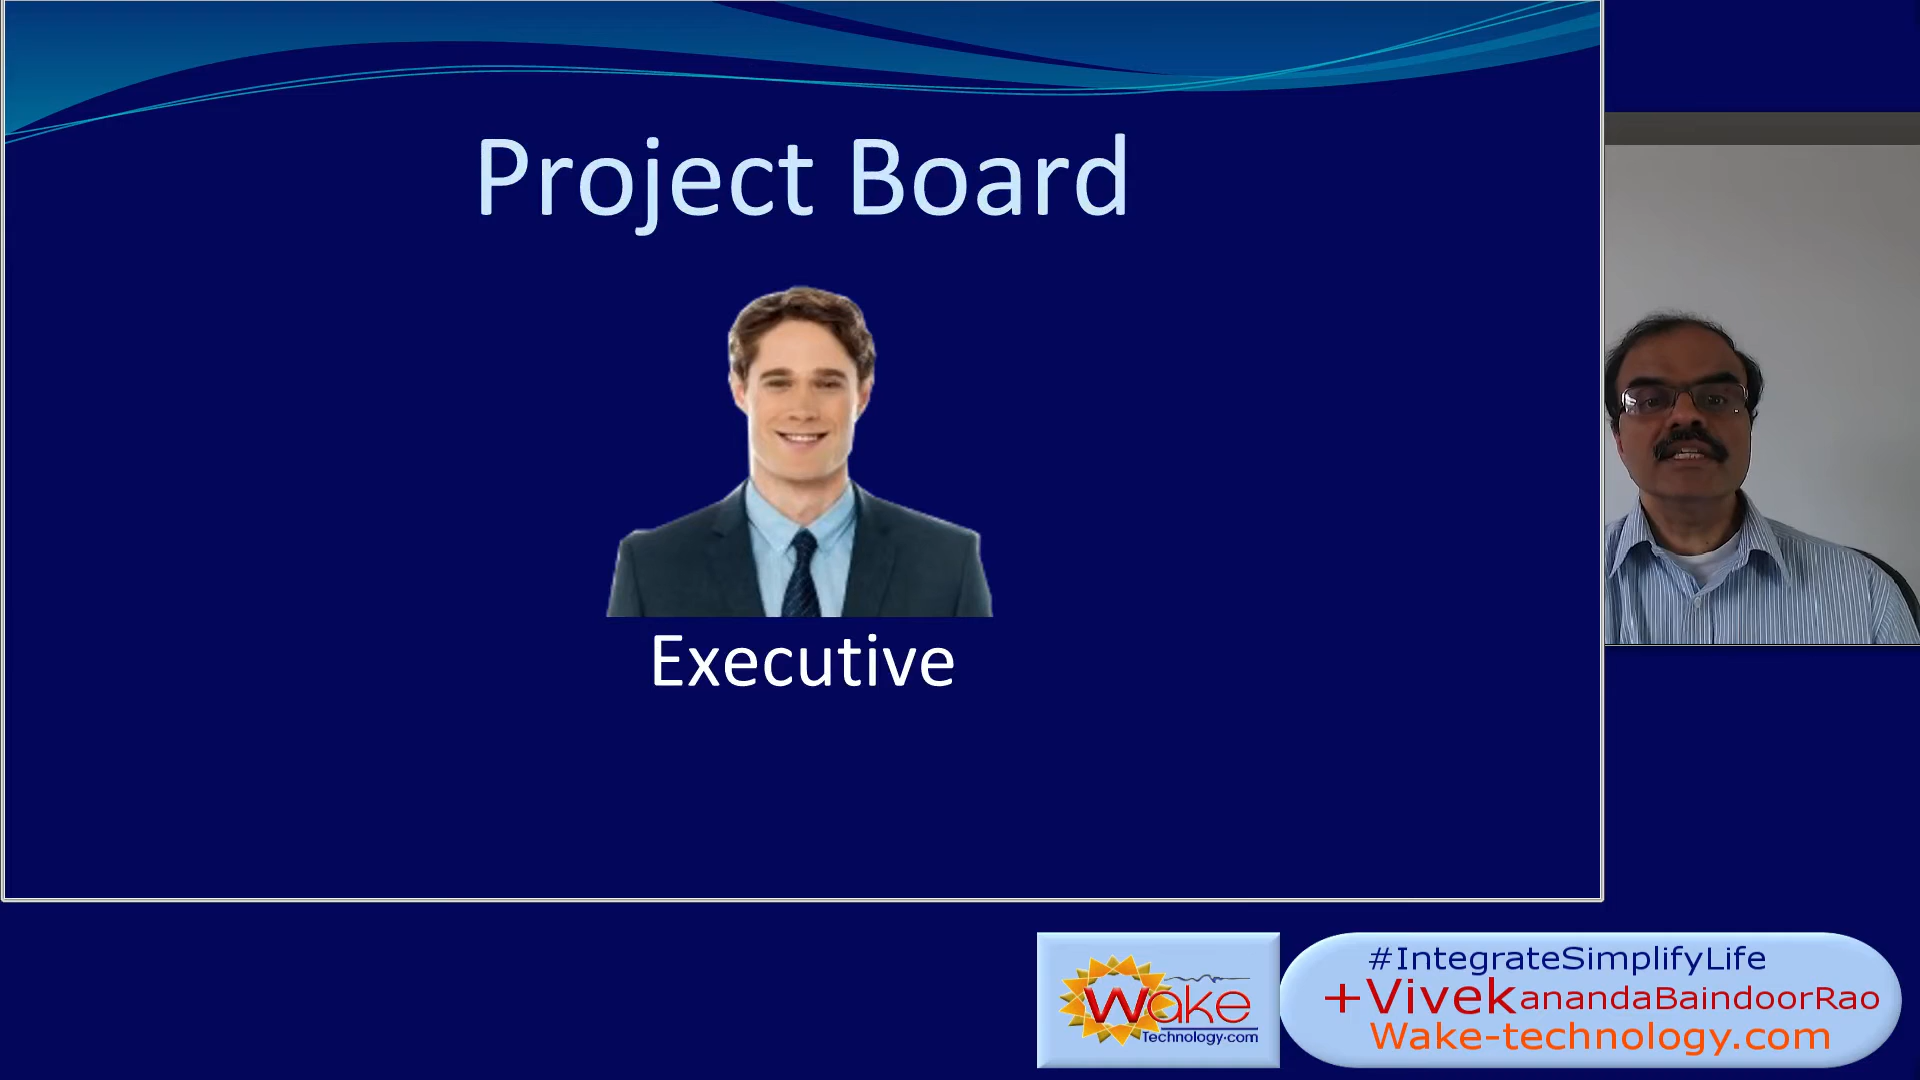 Project Board
Executive
Wake
Technology.com
#IntegrateSimplifyLife
+VivekanandaBaindoorRao
Wake-technology.com